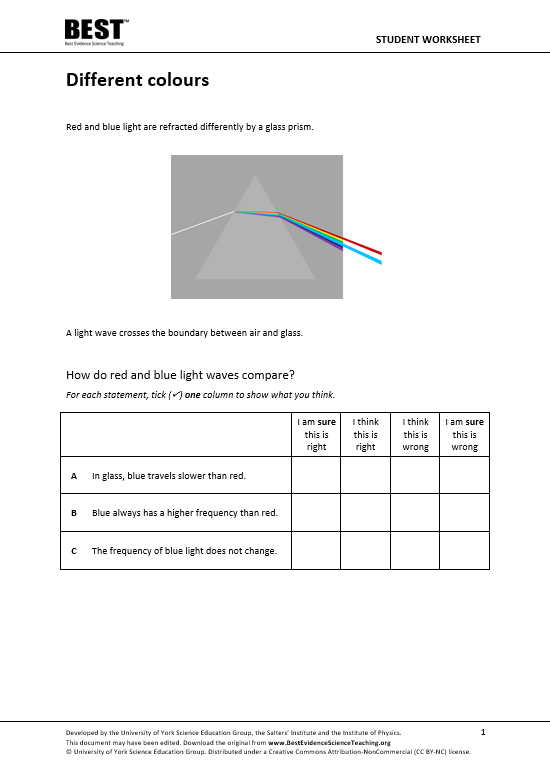 BEST™
Best Evidence Science Teaching
STUDENT WORKSHEET
Different colours
Red and blue light are refracted differently by a glass prism.
A light wave crosses the boundary between air and glass.
How do red and blue light waves compare?
For each statement, tick (✓) one column to show what you think.
I am sure this is right
I think this is right
I think this is wrong
I am sure this is wrong
A In glass, blue travels slower than red.
B Blue always has a higher frequency than red.
C The frequency of blue light does not change.
Developed by the University of York Science Education Group, the Salters' Institute and the Institute of Physics.
1
This document may have been edited. Download the original from www.BestEvidenceScienceTeaching.org
© University of York Science Education Group. Distributed under a Creative Commons Attribution-NonCommercial (CC BY-NC) license.